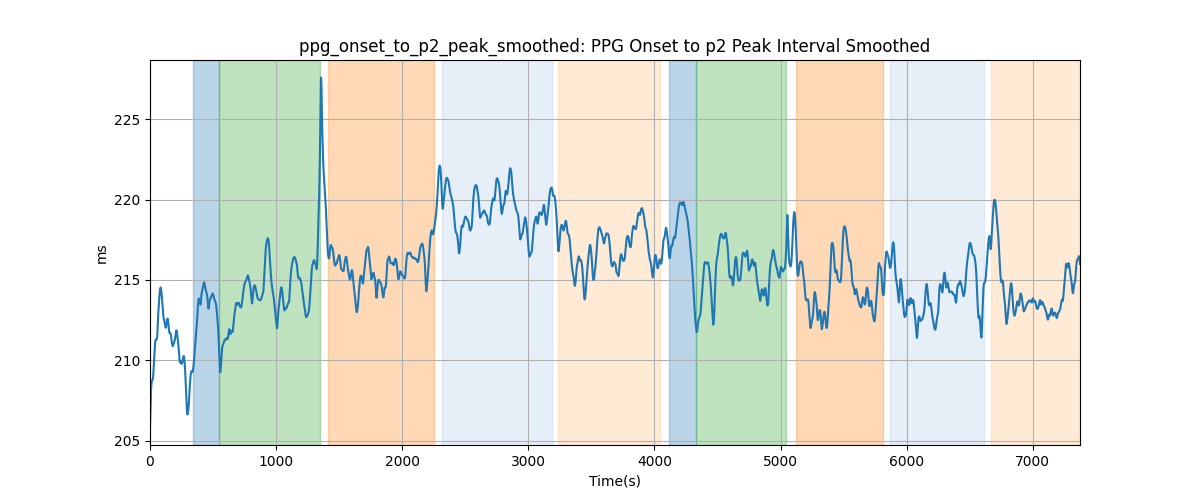 ppg_onset_to_p2_peak_smoothed: PPG Onset to p2 Peak Interval Smoothed
ms
225
220
215
210
205
0 1000 2000 3000 4000 5000 6000 7000
Time(s)